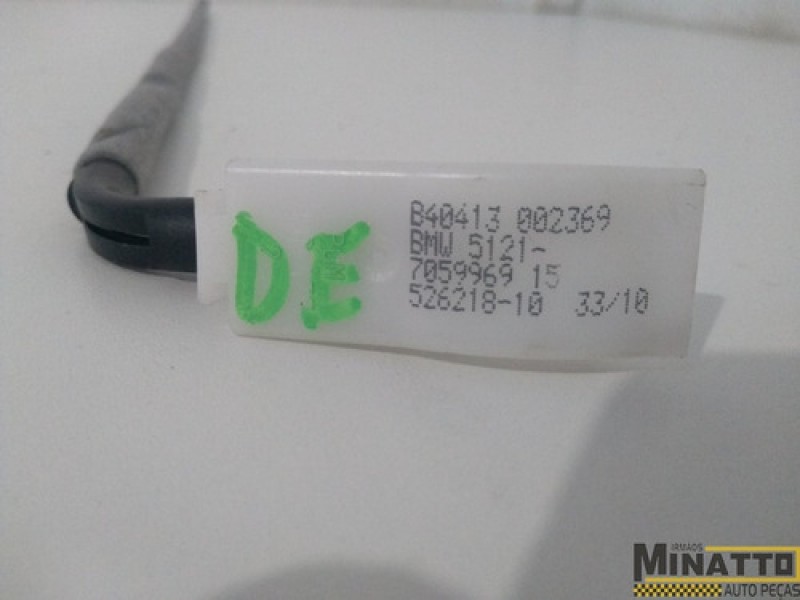 DE
B40413 002369
BMW 5121-
7059969 15
526218-10 33/10
IRMÃOS
MINATTO
AUTO PEÇAS